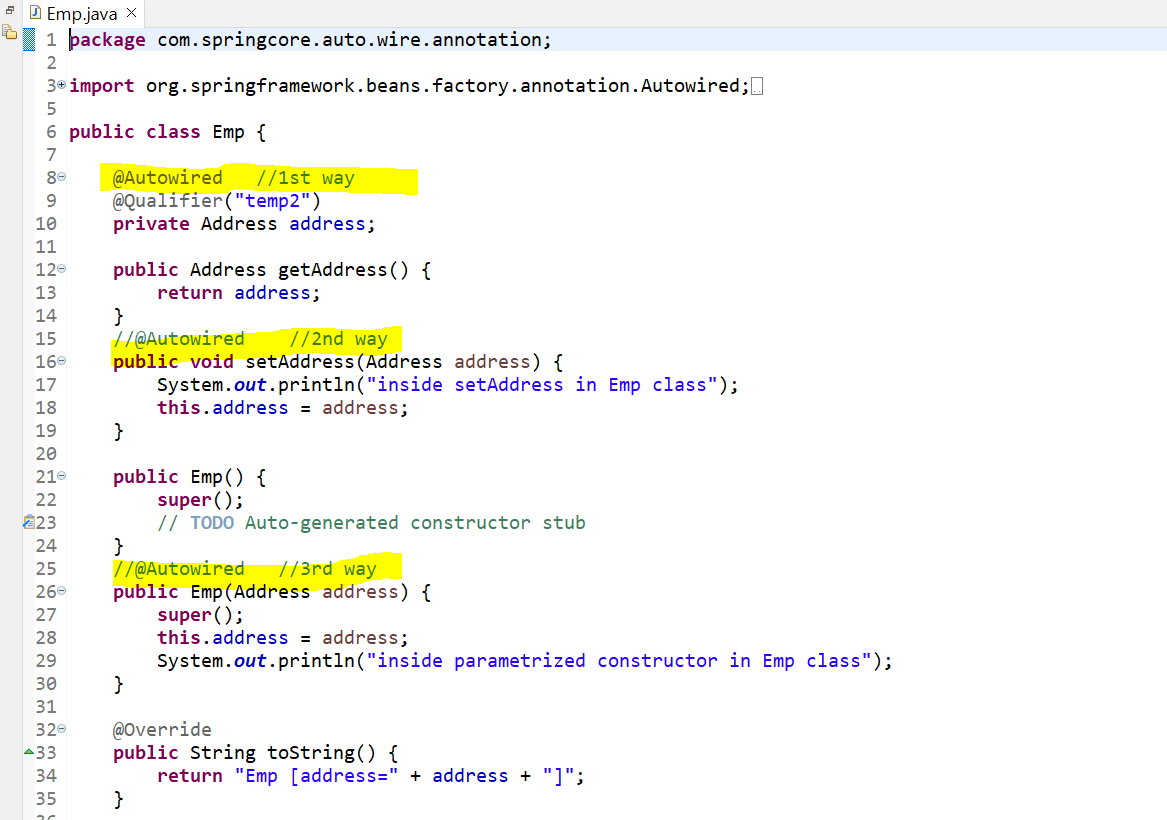 Emp.java
1 package com.springcore.auto.wire.annotation;
2
3 import org.springframework.beans.factory.annotation.Autowired;
5
6 public class Emp {
7
8     @Autowired   //1st way
9     @Qualifier("temp2")
10     private Address address;
11
12     public Address getAddress() {
13         return address;
14     }
15     //@Autowired    //2nd way
16     public void setAddress(Address address) {
17         System.out.println("inside setAddress in Emp class");
18         this.address = address;
19     }
20
21     public Emp() {
22         super();
23         // TODO Auto-generated constructor stub
24     }
25     //@Autowired   //3rd way
26     public Emp(Address address) {
27         super();
28         this.address = address;
29         System.out.println("inside parametrized constructor in Emp class");
30     }
31
32     @Override
33     public String toString() {
34         return "Emp [address=" + address + "]";
35     }